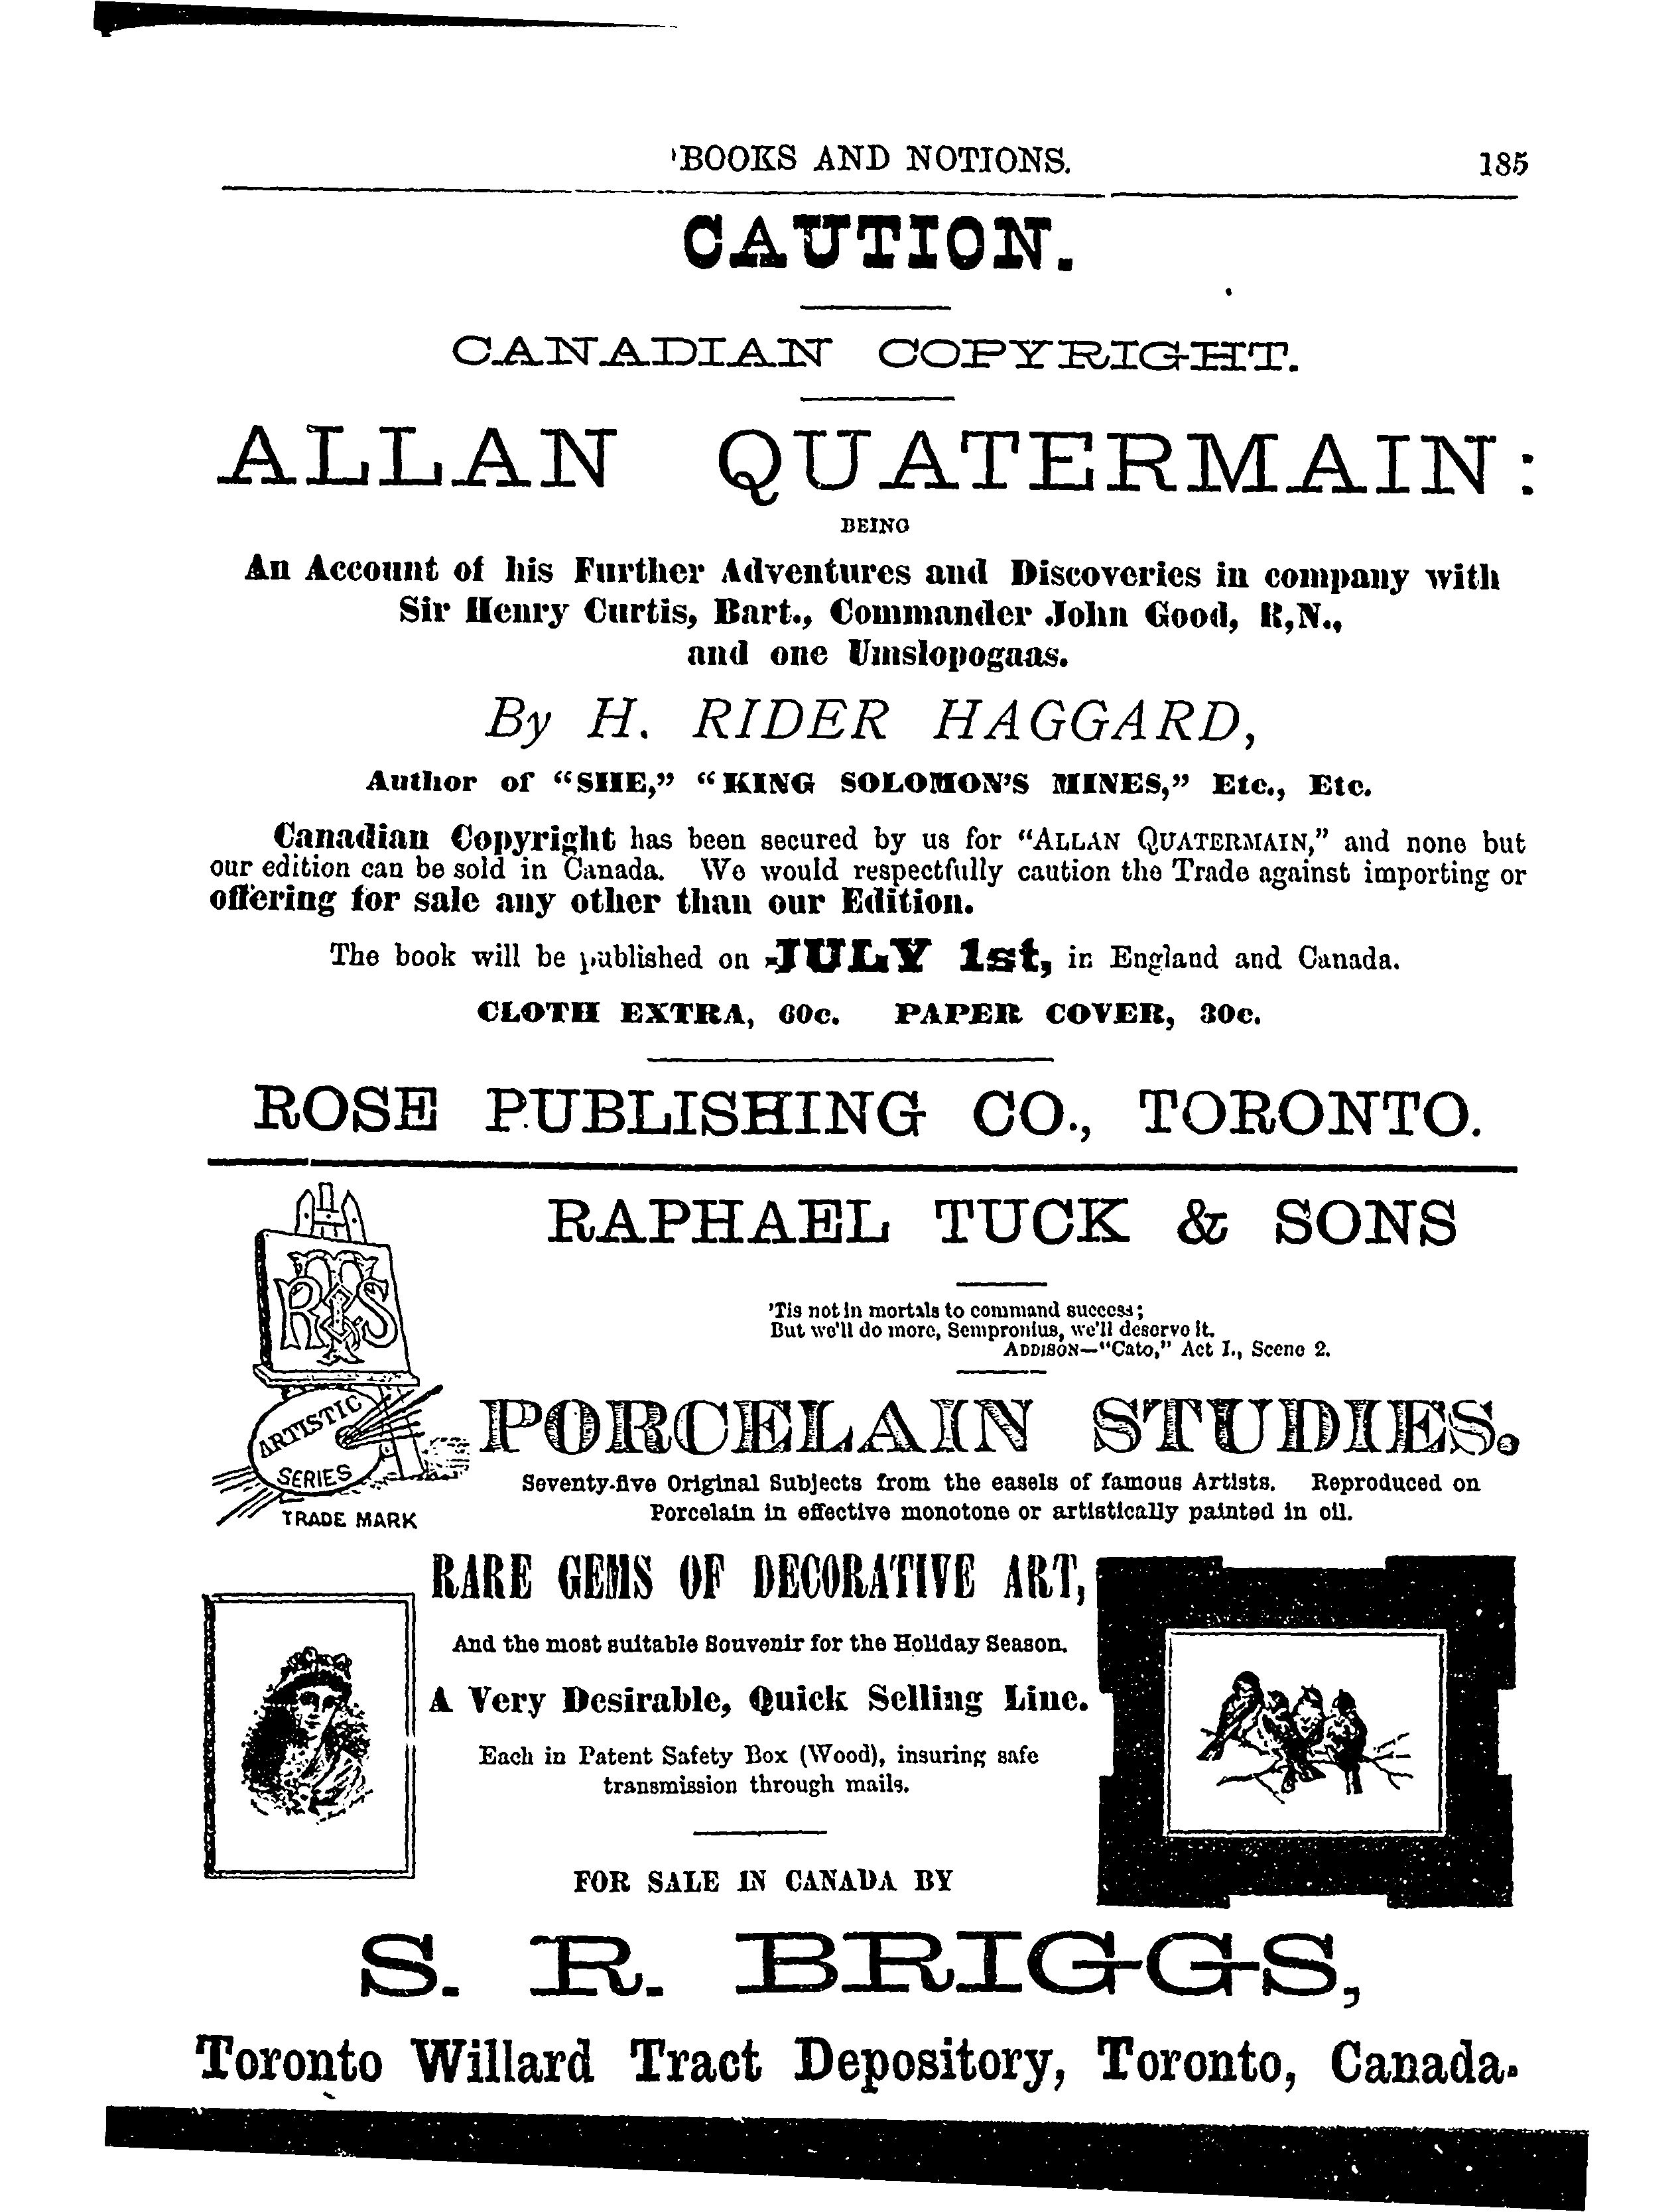 BOOKS AND NOTIONS.
185
CAUTION.
CANADIAN COPYRIGHT.
ALLAN QUATERMAIN:
BEING
An Account of his Further Adventures and Discoveries in company with
Sir Henry Curtis, Bart., Commander John Good, R,N.,
and one Umslopogaas.
By H. RIDER HAGGARD,
Author of “SHE,” “KING SOLOMON'S MINES,” Etc., Etc.
Canadian Copyright has been secured by us for “ALLAN QUATERMAIN,” and none but
our edition can be sold in Canada. We would respectfully caution the Trade against importing or
offering for sale any other than our Edition.
The book will be published on JULY 1st, in England and Canada.
CLOTH EXTRA, 60c. PAPER COVER, 30c.
ROSE PUBLISHING CO., TORONTO.
RAPHAEL TUCK & SONS
'Tis not in mortals to command success;
But we'll do more, Sempronius, we'll deserve it.
ADDISON—“Cato,” Act I., Scene 2.
RTS&
ARTISTIC
SERIES
TRADE MARK
PORCELAIN STUDIES.
Seventy-five Original Subjects from the easels of famous Artists. Reproduced on
Porcelain in effective monotone or artistically painted in oil.
RARE GEMS OF DECORATIVE ART,
And the most suitable Souvenir for the Holiday Season.
A Very Desirable, Quick Selling Line.
Each in Patent Safety Box (Wood), insuring safe
transmission through mails.
FOR SALE IN CANADA BY
S. R. BRIGGS,
Toronto Willard Tract Depository, Toronto, Canada.